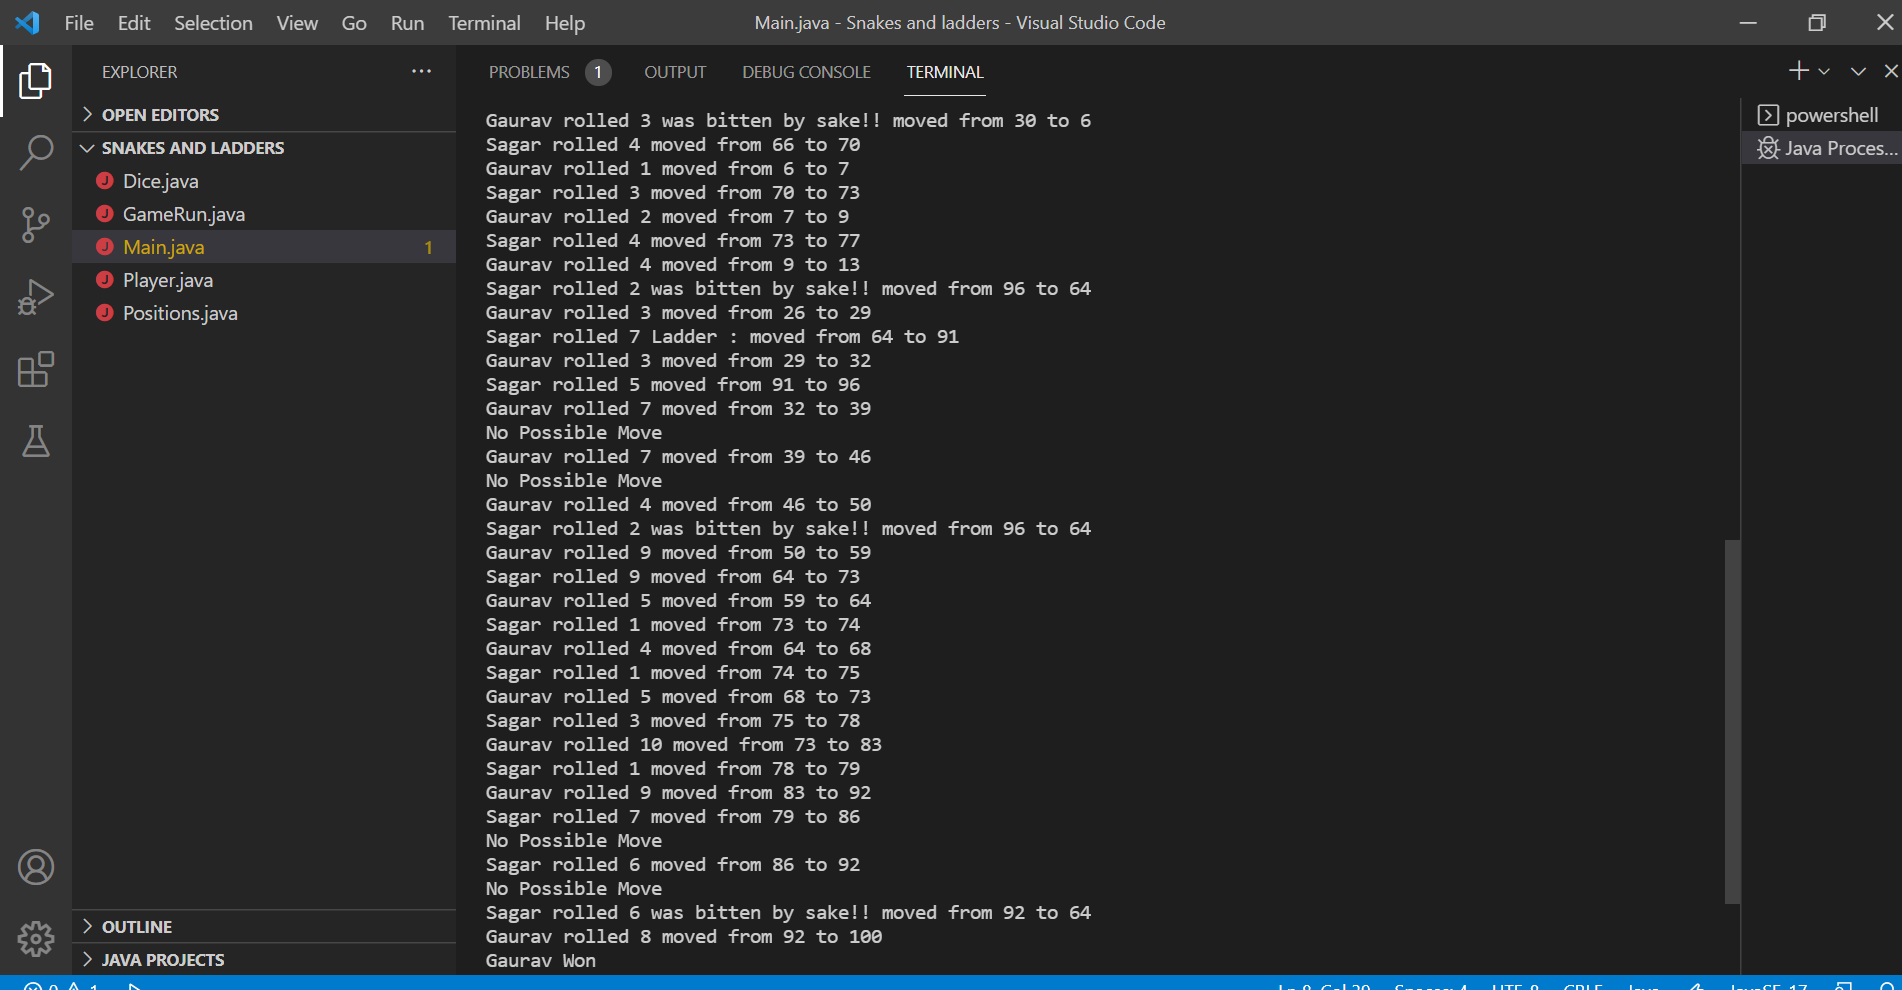 File Edit Selection View Go Run Terminal Help
Main.java - Snakes and ladders - Visual Studio Code
EXPLORER
OPEN EDITORS
SNAKES AND LADDERS
Dice.java
GameRun.java
Main.java 1
Player.java
Positions.java
OUTLINE
JAVA PROJECTS
PROBLEMS 1 OUTPUT DEBUG CONSOLE TERMINAL
Gaurav rolled 3 was bitten by sake!! moved from 30 to 6
Sagar rolled 4 moved from 66 to 70
Gaurav rolled 1 moved from 6 to 7
Sagar rolled 3 moved from 70 to 73
Gaurav rolled 2 moved from 7 to 9
Sagar rolled 4 moved from 73 to 77
Gaurav rolled 4 moved from 9 to 13
Sagar rolled 2 was bitten by sake!! moved from 96 to 64
Gaurav rolled 3 moved from 26 to 29
Sagar rolled 7 Ladder : moved from 64 to 91
Gaurav rolled 3 moved from 29 to 32
Sagar rolled 5 moved from 91 to 96
Gaurav rolled 7 moved from 32 to 39
No Possible Move
Gaurav rolled 7 moved from 39 to 46
No Possible Move
Gaurav rolled 4 moved from 46 to 50
Sagar rolled 2 was bitten by sake!! moved from 96 to 64
Gaurav rolled 9 moved from 50 to 59
Sagar rolled 9 moved from 64 to 73
Gaurav rolled 5 moved from 59 to 64
Sagar rolled 1 moved from 73 to 74
Gaurav rolled 4 moved from 64 to 68
Sagar rolled 1 moved from 74 to 75
Gaurav rolled 5 moved from 68 to 73
Sagar rolled 3 moved from 75 to 78
Gaurav rolled 10 moved from 73 to 83
Sagar rolled 1 moved from 78 to 79
Gaurav rolled 9 moved from 83 to 92
Sagar rolled 7 moved from 79 to 86
No Possible Move
Sagar rolled 6 moved from 86 to 92
No Possible Move
Sagar rolled 6 was bitten by sake!! moved from 92 to 64
Gaurav rolled 8 moved from 92 to 100
Gaurav Won
powershell
Java Proces...